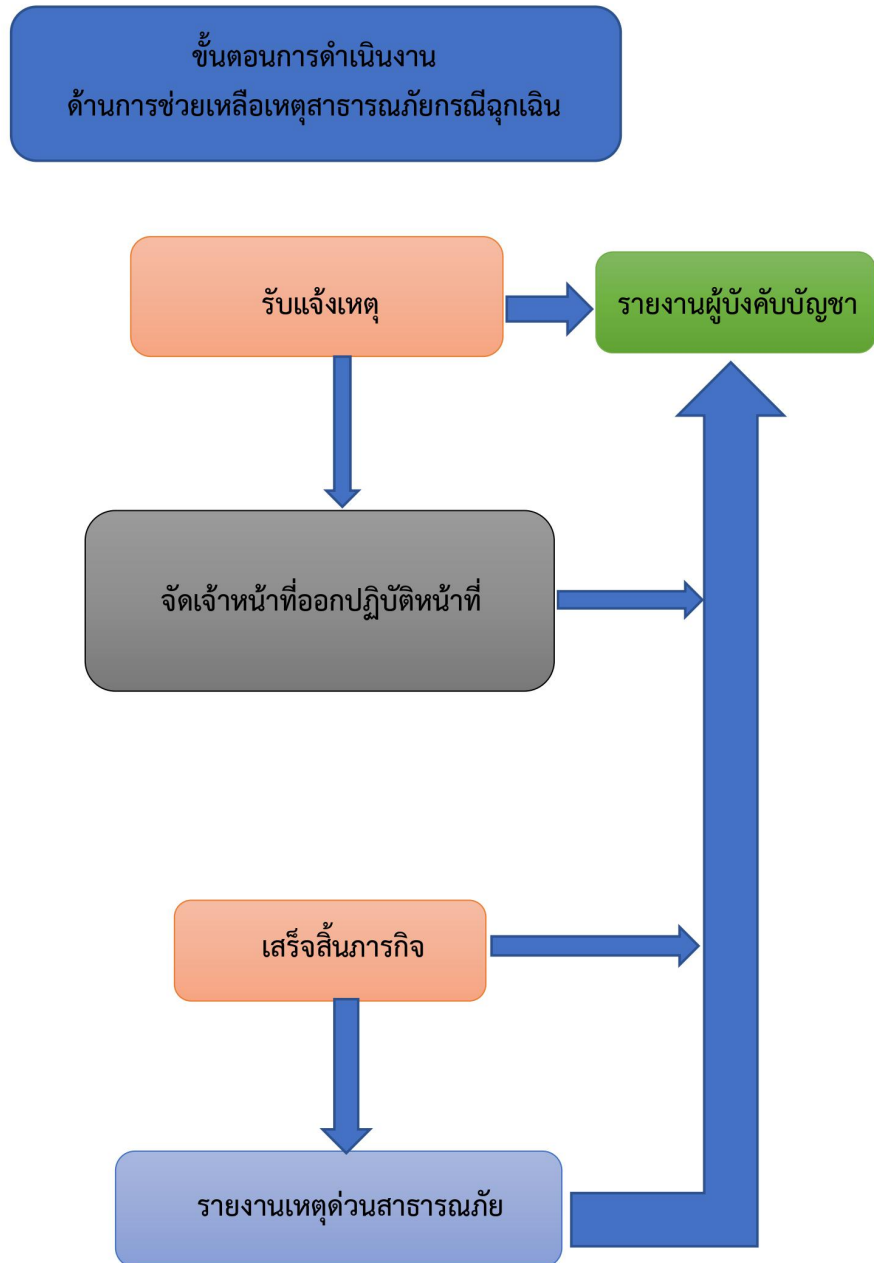 ขั้นตอนการดำเนินงาน
ด้านการช่วยเหลือเหตุสาธารณภัยกรณีฉุกเฉิน
รับแจ้งเหตุ
รายงานผู้บังคับบัญชา
จัดเจ้าหน้าที่ออกปฏิบัติหน้าที่
เสร็จสิ้นภารกิจ
รายงานเหตุด่วนสาธารณภัย